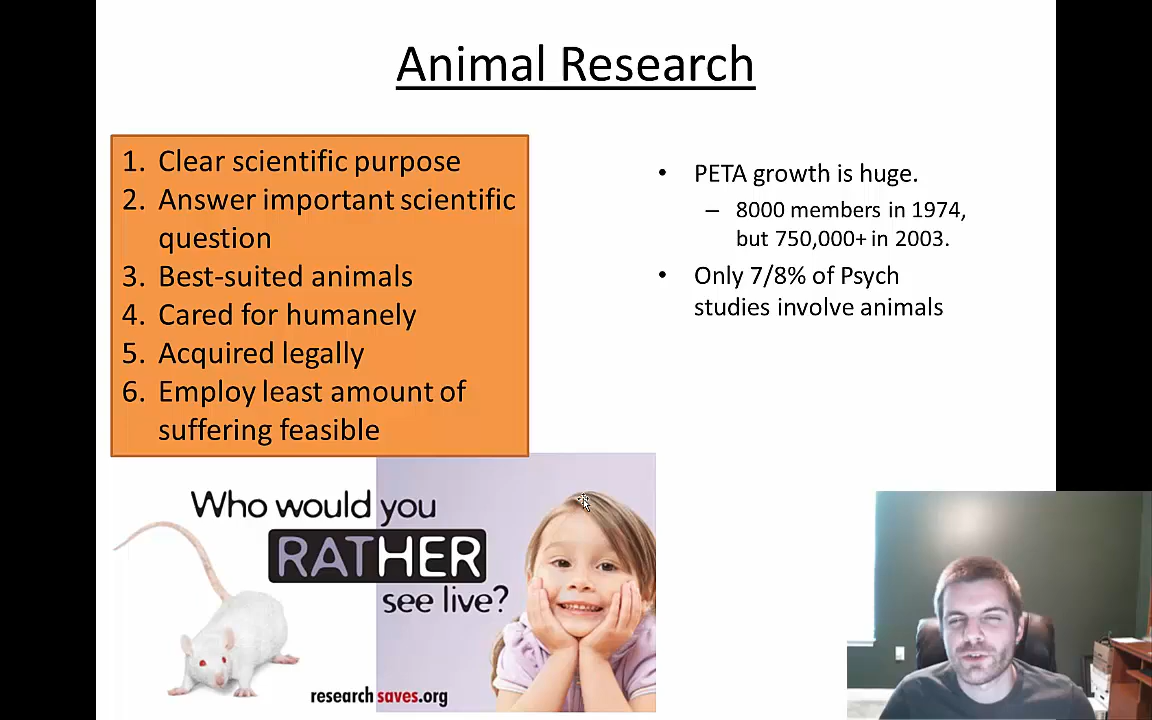 Animal Research
1. Clear scientific purpose
2. Answer important scientific
question
3. Best-suited animals
4. Cared for humanely
5. Acquired legally
6. Employ least amount of
suffering feasible
• PETA growth is huge.
– 8000 members in 1974,
but 750,000+ in 2003.
• Only 7/8% of Psych
studies involve animals
Who would you
RATHER
see live?
researchsaves.org